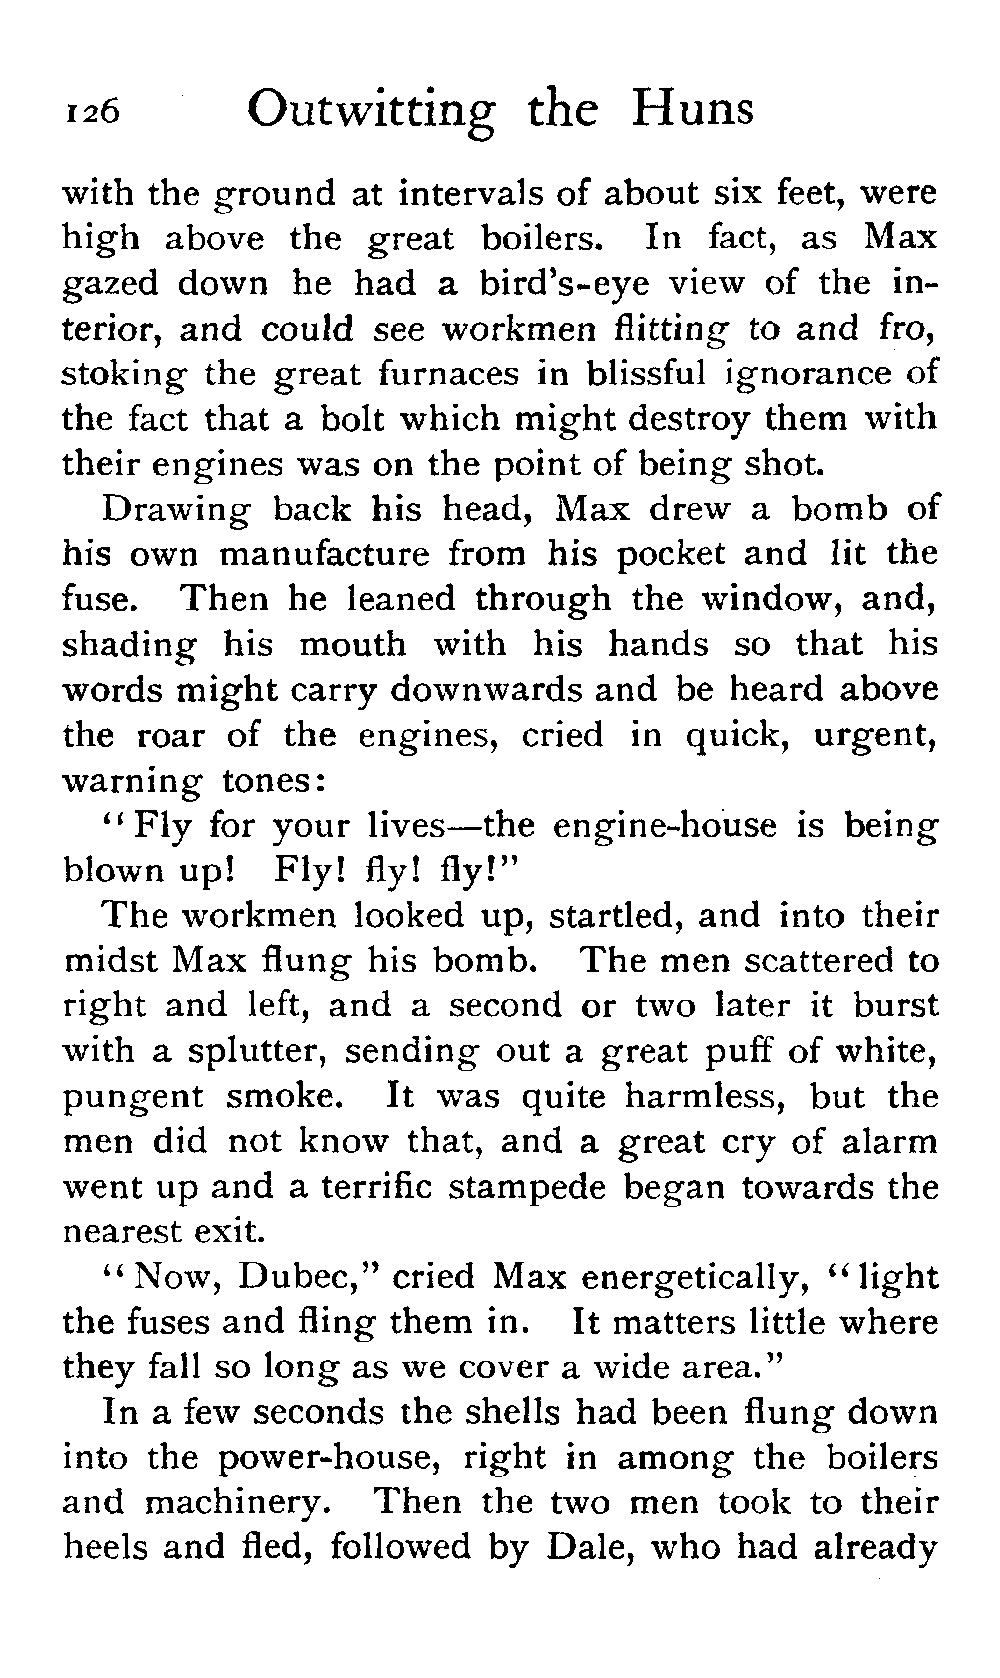 126 Outwitting the Huns
with the ground at intervals of about six feet, were
high above the great boilers. In fact, as Max
gazed down he had a bird's-eye view of the in-
terior, and could see workmen flitting to and fro,
stoking the great furnaces in blissful ignorance of
the fact that a bolt which might destroy them with
their engines was on the point of being shot.
Drawing back his head, Max drew a bomb of
his own manufacture from his pocket and lit the
fuse. Then he leaned through the window, and,
shading his mouth with his hands so that his
words might carry downwards and be heard above
the roar of the engines, cried in quick, urgent,
warning tones:
"Fly for your lives—the engine-house is being
blown up! Fly! fly! fly!"
The workmen looked up, startled, and into their
midst Max flung his bomb. The men scattered to
right and left, and a second or two later it burst
with a splutter, sending out a great puff of white,
pungent smoke. It was quite harmless, but the
men did not know that, and a great cry of alarm
went up and a terrific stampede began towards the
nearest exit.
"Now, Dubec," cried Max energetically, "light
the fuses and fling them in. It matters little where
they fall so long as we cover a wide area."
In a few seconds the shells had been flung down
into the power-house, right in among the boilers
and machinery. Then the two men took to their
heels and fled, followed by Dale, who had already